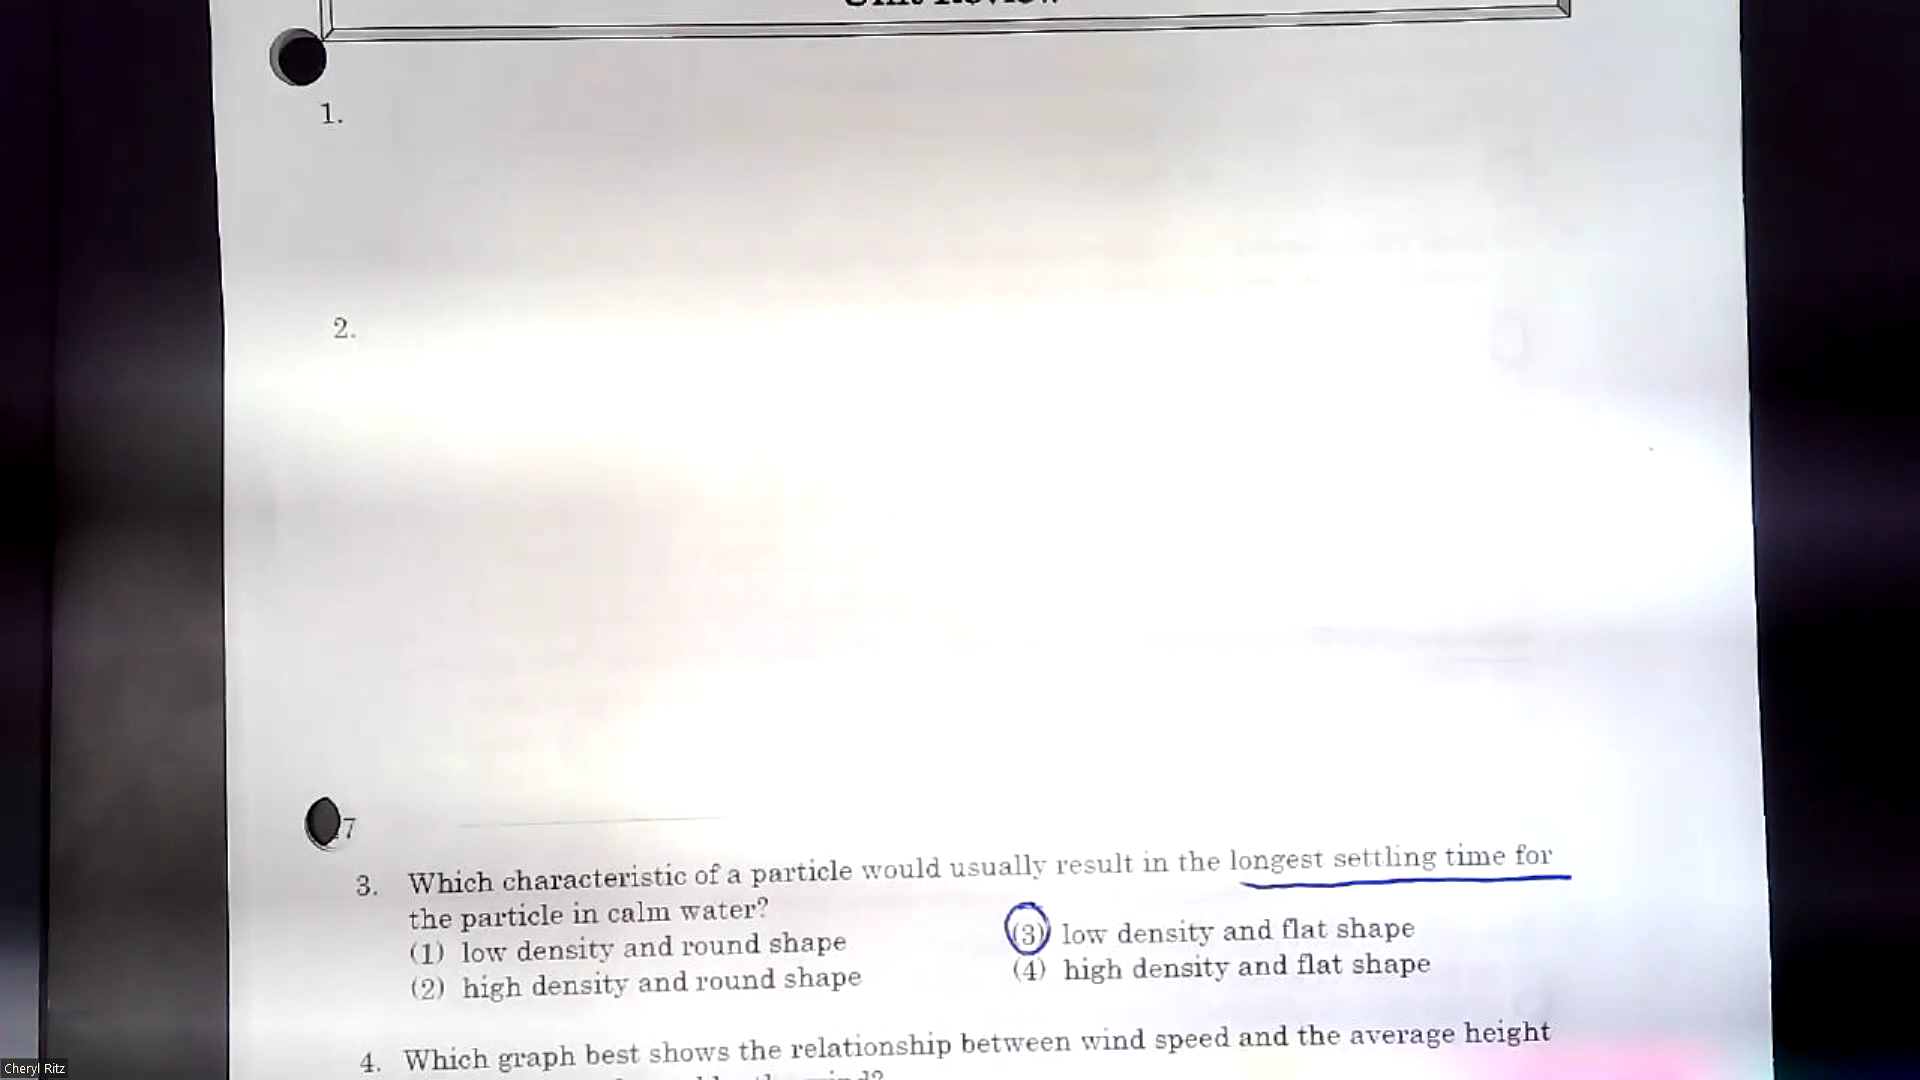 Unit Review
1.
2.
7
3. Which characteristic of a particle would usually result in the longest settling time for
the particle in calm water?
(1) low density and round shape
(2) high density and round shape
(3) low density and flat shape
(4) high density and flat shape
4. Which graph best shows the relationship between wind speed and the average height
Cheryl Ritz